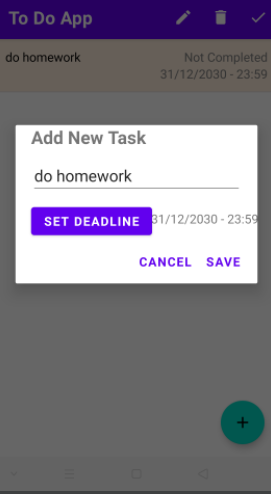 To Do App
do homework
Not Completed
31/12/2030 - 23:59
Add New Task
do homework
SET DEADLINE 31/12/2030 - 23:59
CANCEL SAVE
+